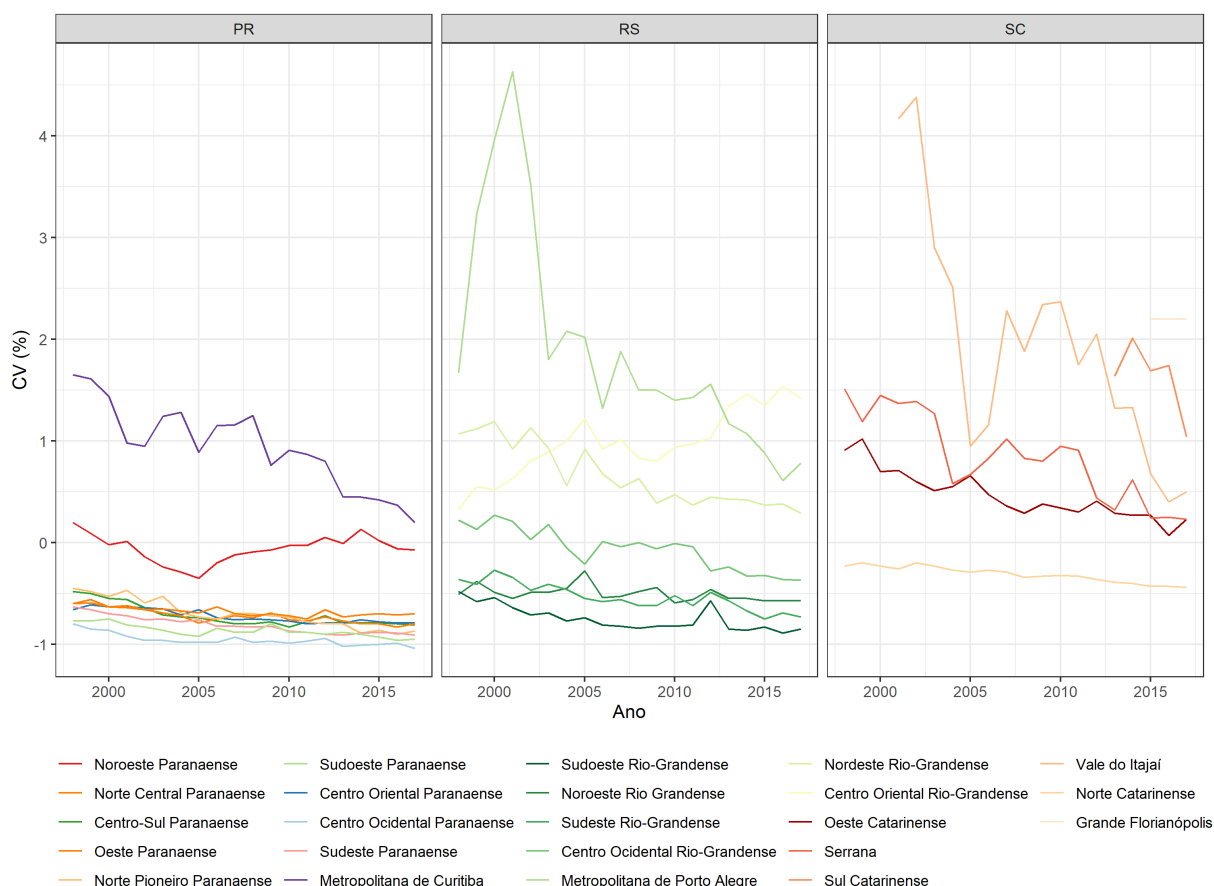 PR RS SC
4
3
2
1
0
-1
CV (%)
2000 2005 2010 2015 2000 2005 2010 2015 2000 2005 2010 2015
Ano
Noroeste Paranaense Sudoeste Paranaense Sudoeste Rio-Grandense Nordeste Rio-Grandense Vale do Itajaí
Norte Central Paranaense Centro Oriental Paranaense Noroeste Rio Grandense Centro Oriental Rio-Grandense Norte Catarinense
Centro-Sul Paranaense Centro Ocidental Paranaense Sudeste Rio-Grandense Oeste Catarinense Grande Florianópolis
Oeste Paranaense Sudeste Paranaense Centro Ocidental Rio-Grandense Serrana
Norte Pioneiro Paranaense Metropolitana de Curitiba Metropolitana de Porto Alegre Sul Catarinense